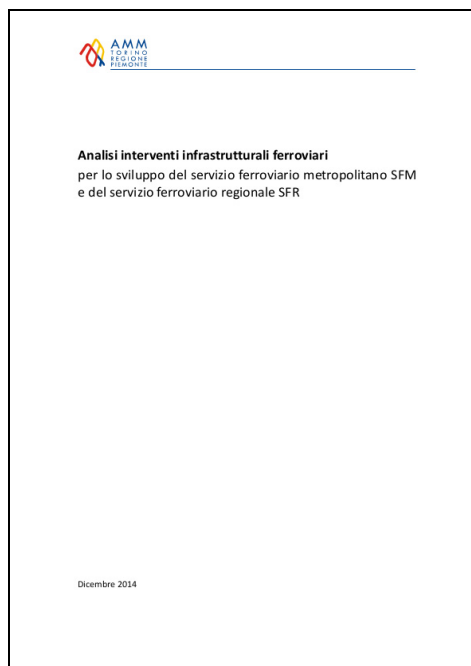 AMM
TORINO
REGIONE
PIEMONTE
Analisi interventi infrastrutturali ferroviari
per lo sviluppo del servizio ferroviario metropolitano SFM
e del servizio ferroviario regionale SFR
Dicembre 2014